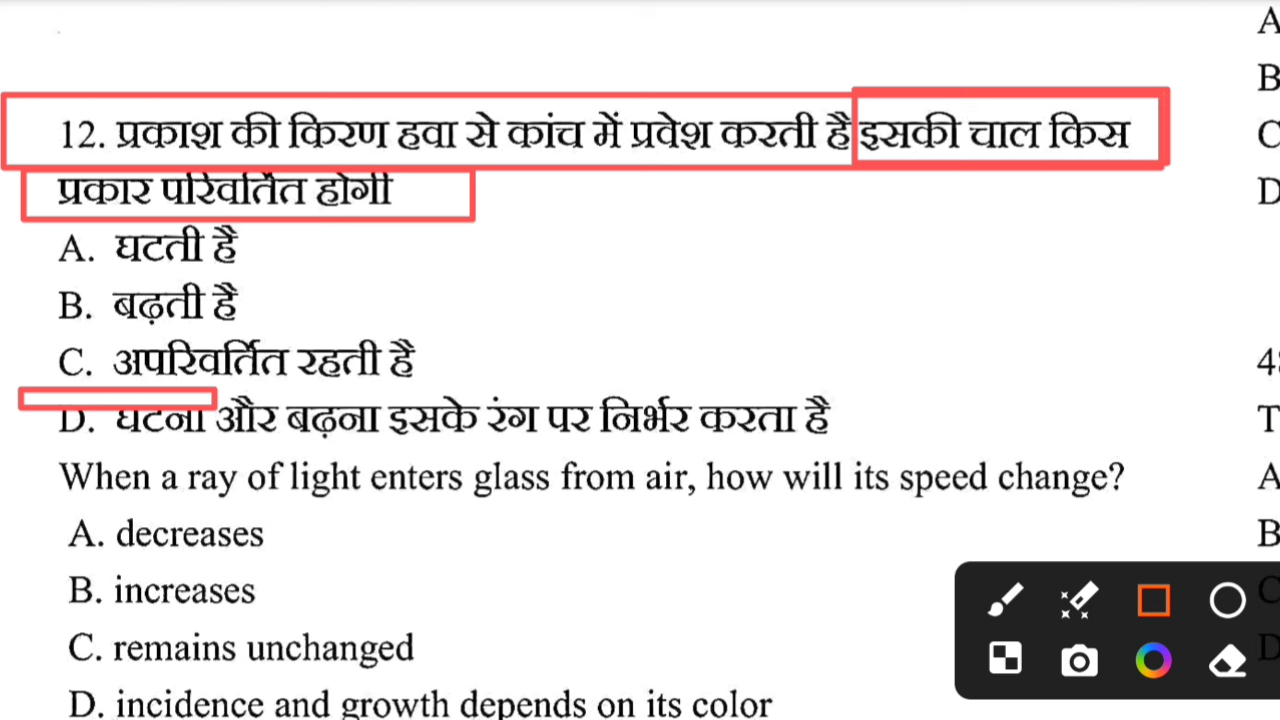 12. प्रकाश की किरण हवा से कांच में प्रवेश करती है इसकी चाल किस
प्रकार परिवर्तित होगी
A. घटती है
B. बढ़ती है
C. अपरिवर्तित रहती है
D. घटना और बढ़ना इसके रंग पर निर्भर करता है
When a ray of light enters glass from air, how will its speed change?
A. decreases
B. increases
C. remains unchanged
D. incidence and growth depends on its color
A
B
C
D
T
A
B
C
D